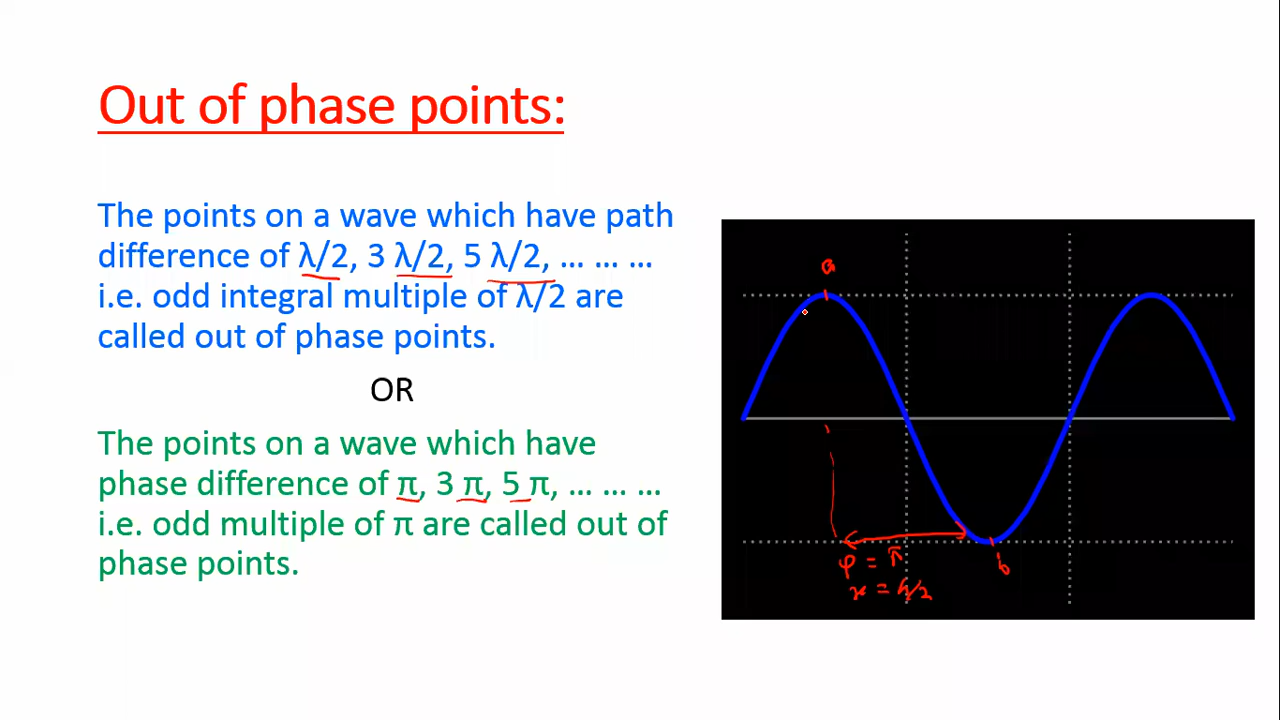 Out of phase points:
The points on a wave which have path
difference of λ/2, 3 λ/2, 5 λ/2, ... ... ...
i.e. odd integral multiple of λ/2 are
called out of phase points.
OR
The points on a wave which have
phase difference of π, 3 π, 5 π, ... ... ...
i.e. odd multiple of π are called out of
phase points.
a
b
φ = π
x = λ/2